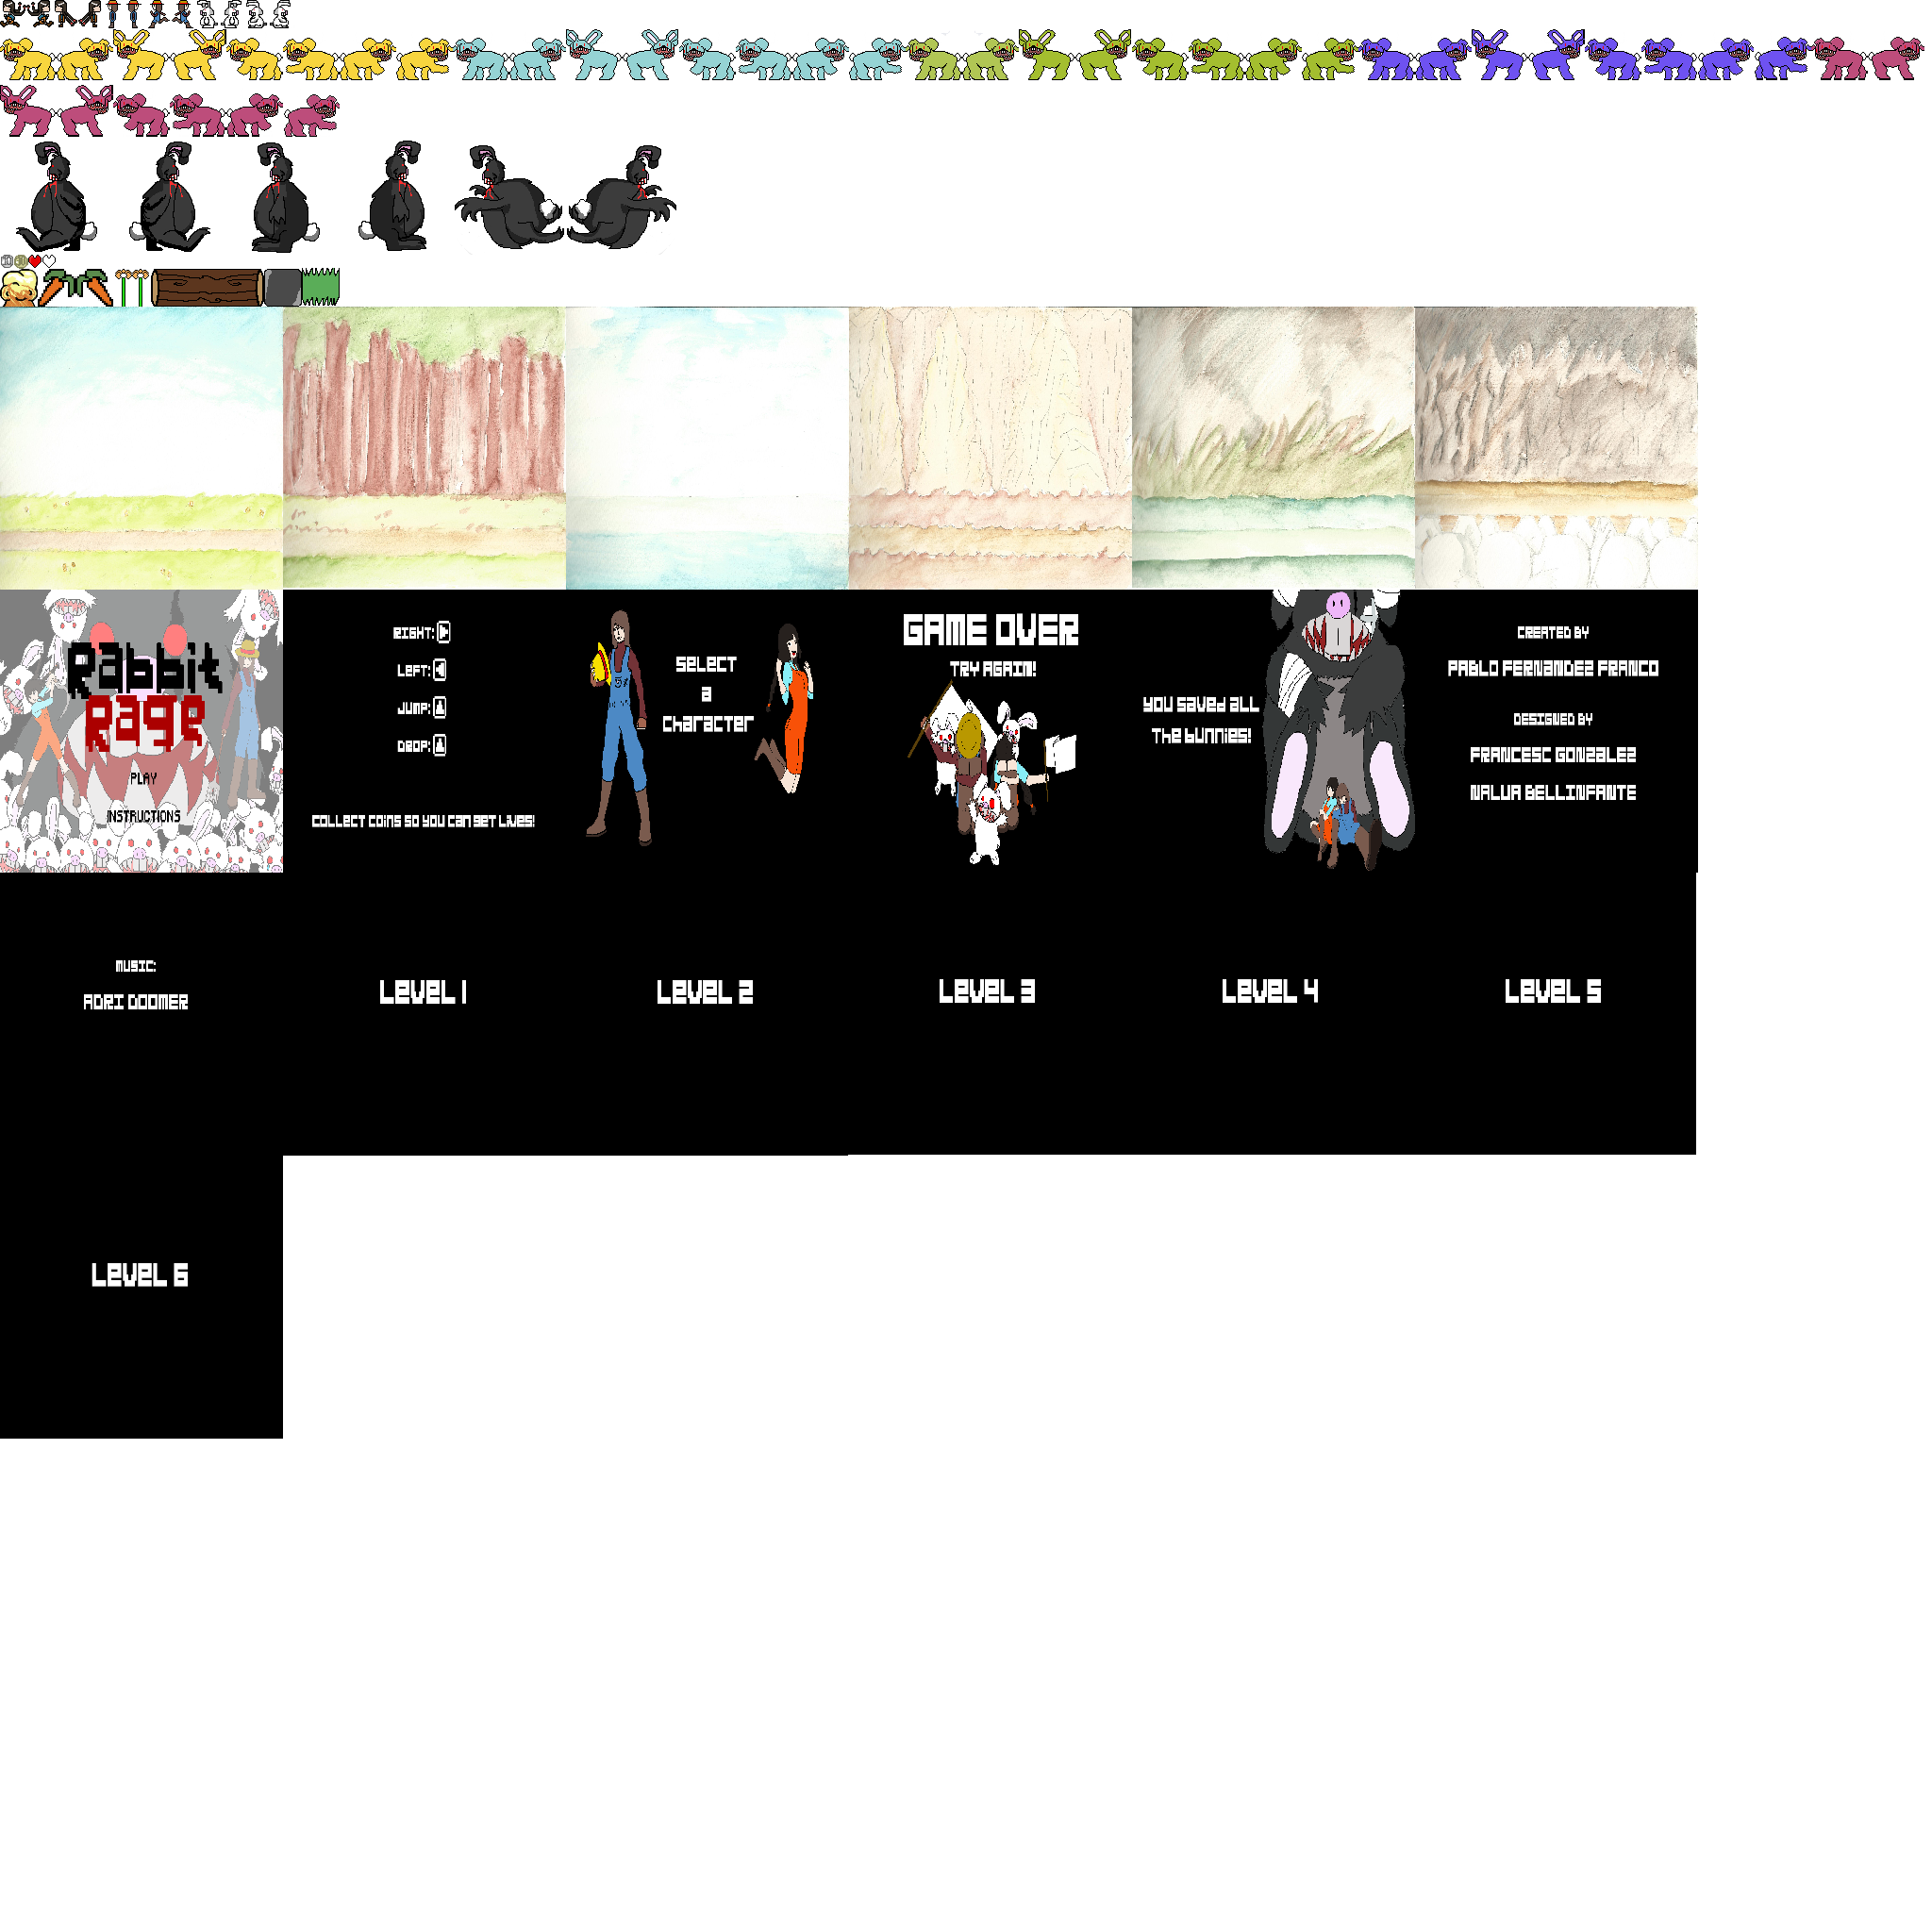 Rabbit
Rage
PLAY
INSTRUCTIONS
RIGHT:
LEFT:
JUMP:
DROP:
COLLECT COINS SO YOU CAN GET LIVES!
SELECT
a
CHARACTER
GAME OVER
TRY AGAIN!
YOU SAVED ALL
THE BUNNIES!
CREATED BY
PABLO FERNANDEZ FRANCO
DESIGNED BY
FRANCESC GONZALEZ
NALUA BELLINFANTE
MUSIC:
ADRI DOOMER
LEVEL 1
LEVEL 2
LEVEL 3
LEVEL 4
LEVEL 5
LEVEL 6